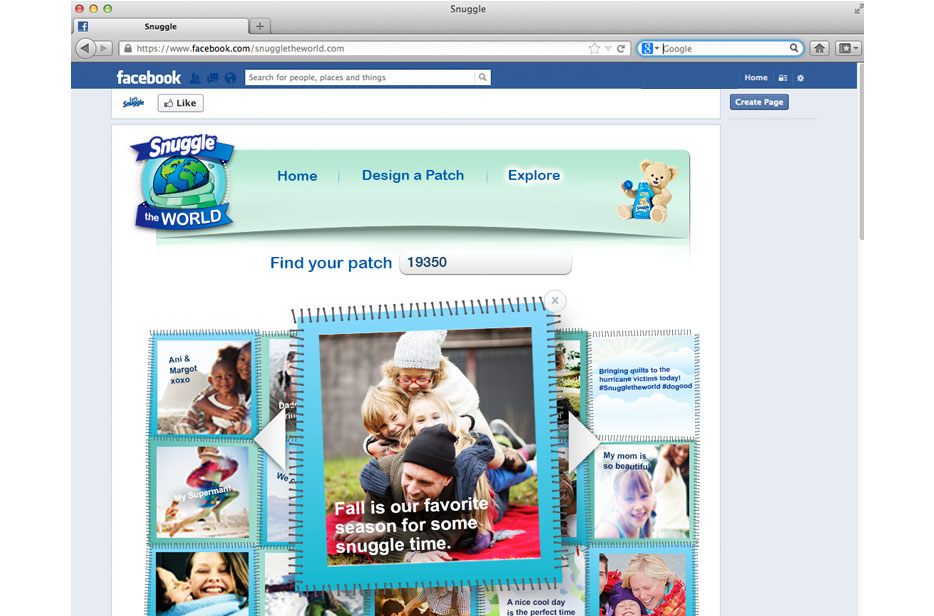 Snuggle
Snuggle
https://www.facebook.com/snuggletheworld.com
Google
facebook
Search for people, places and things
Home
Snuggle
Like
Create Page
Snuggle
the WORLD
Home
Design a Patch
Explore
Snuggle
Find your patch
19350
x
Ani &
Margot
xoxo
Bringing quilts to the
hurricane victims today!
#Snuggletheworld #dogood
My Superman
We
My mom is
so beautiful
Fall is our favorite
season for some
snuggle time.
A nice cool day
is the perfect time